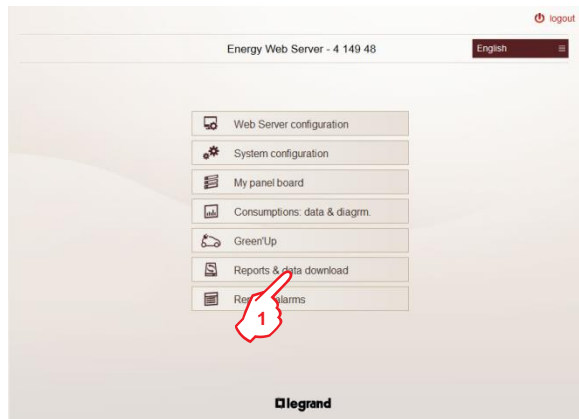 logout
Energy Web Server - 4 149 48
English
Web Server configuration
System configuration
My panel board
Consumptions: data & diagrm.
Green'Up
Reports & data download
alarms
1
legrand